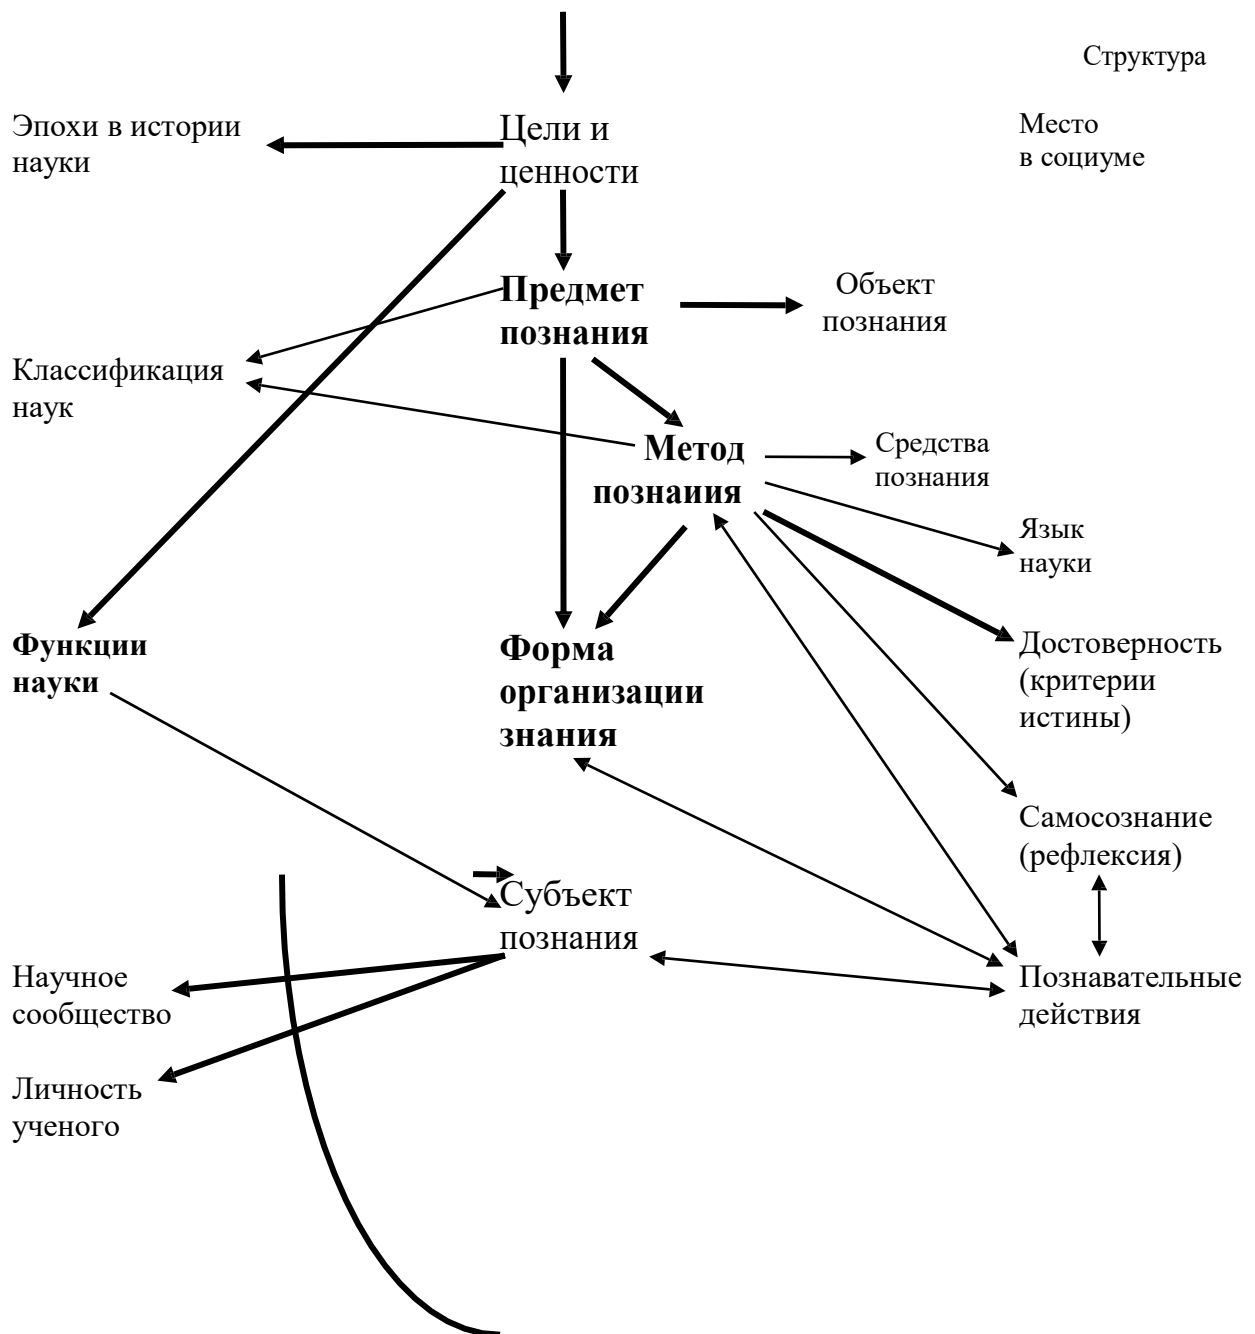 Структура
Эпохи в истории
науки
Цели и
ценности
Место
в социуме
Предмет
познания
Объект
познания
Классификация
наук
Метод
познаиия
Средства
познания
Язык
науки
Функции
науки
Форма
организации
знания
Достоверность
(критерии
истины)
Самосознание
(рефлексия)
Субъект
познания
Научное
сообщество
Познавательные
действия
Личность
ученого